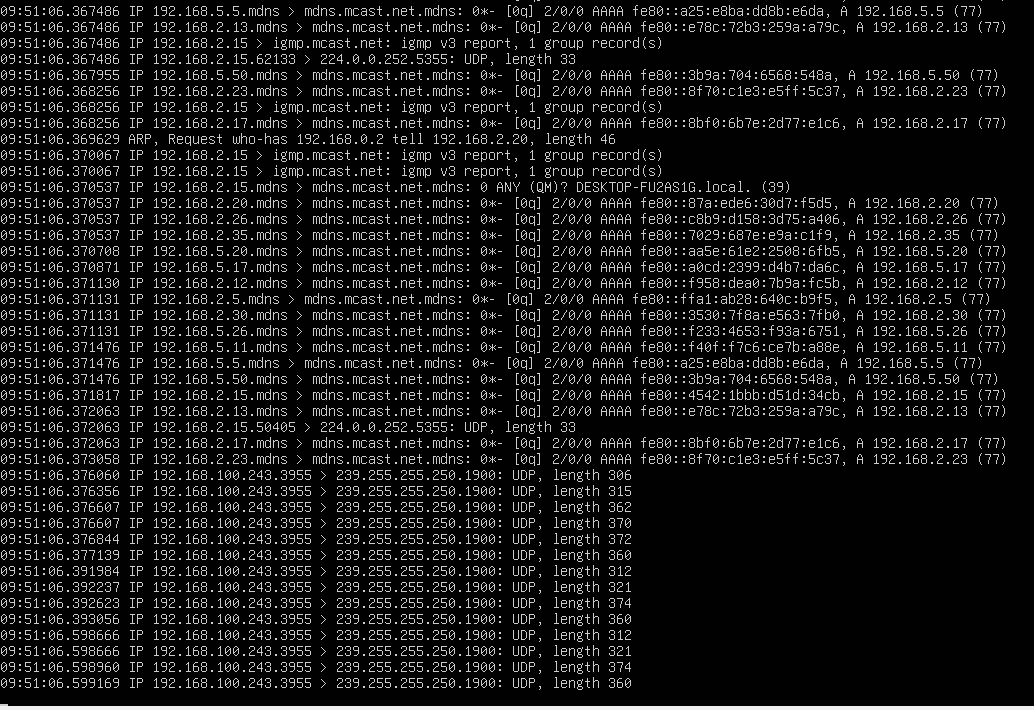 09:51:06.367486 IP 192.168.5.5.mdns > mdns.mcast.net.mdns: 0*- [0q] 2/0/0 AAAA fe80::a25:e8ba:dd8b:e6da, A 192.168.5.5 (77)
09:51:06.367486 IP 192.168.2.13.mdns > mdns.mcast.net.mdns: 0*- [0q] 2/0/0 AAAA fe80::e78c:72b3:259a:a79c, A 192.168.2.13 (77)
09:51:06.367486 IP 192.168.2.15 > igmp.mcast.net: igmp v3 report, 1 group record(s)
09:51:06.367486 IP 192.168.2.15.62133 > 224.0.0.252.5355: UDP, length 33
09:51:06.367955 IP 192.168.5.50.mdns > mdns.mcast.net.mdns: 0*- [0q] 2/0/0 AAAA fe80::3b9a:704:6568:548a, A 192.168.5.50 (77)
09:51:06.368256 IP 192.168.2.23.mdns > mdns.mcast.net.mdns: 0*- [0q] 2/0/0 AAAA fe80::8f70:c1e3:e5ff:5c37, A 192.168.2.23 (77)
09:51:06.368256 IP 192.168.2.15 > igmp.mcast.net: igmp v3 report, 1 group record(s)
09:51:06.368256 IP 192.168.2.17.mdns > mdns.mcast.net.mdns: 0*- [0q] 2/0/0 AAAA fe80::8bf0:6b7e:2d77:e1c6, A 192.168.2.17 (77)
09:51:06.369629 ARP, Request who-has 192.168.0.2 tell 192.168.2.20, length 46
09:51:06.370067 IP 192.168.2.15 > igmp.mcast.net: igmp v3 report, 1 group record(s)
09:51:06.370067 IP 192.168.2.15 > igmp.mcast.net: igmp v3 report, 1 group record(s)
09:51:06.370537 IP 192.168.2.15.mdns > mdns.mcast.net.mdns: 0 ANY (QM)? DESKTOP-FU2AS1G.local. (39)
09:51:06.370537 IP 192.168.2.20.mdns > mdns.mcast.net.mdns: 0*- [0q] 2/0/0 AAAA fe80::87a:ede6:30d7:f5d5, A 192.168.2.20 (77)
09:51:06.370537 IP 192.168.2.26.mdns > mdns.mcast.net.mdns: 0*- [0q] 2/0/0 AAAA fe80::c8b9:d158:3d75:a406, A 192.168.2.26 (77)
09:51:06.370537 IP 192.168.2.35.mdns > mdns.mcast.net.mdns: 0*- [0q] 2/0/0 AAAA fe80::7029:687e:e9a:c1f9, A 192.168.2.35 (77)
09:51:06.370708 IP 192.168.5.20.mdns > mdns.mcast.net.mdns: 0*- [0q] 2/0/0 AAAA fe80::aa5e:61e2:2508:6fb5, A 192.168.5.20 (77)
09:51:06.370871 IP 192.168.5.17.mdns > mdns.mcast.net.mdns: 0*- [0q] 2/0/0 AAAA fe80::a0cd:2399:d4b7:da6c, A 192.168.5.17 (77)
09:51:06.371130 IP 192.168.2.12.mdns > mdns.mcast.net.mdns: 0*- [0q] 2/0/0 AAAA fe80::f958:dea0:7b9a:fc5b, A 192.168.2.12 (77)
09:51:06.371131 IP 192.168.2.5.mdns > mdns.mcast.net.mdns: 0*- [0q] 2/0/0 AAAA fe80::ffa1:ab28:640c:b9f5, A 192.168.2.5 (77)
09:51:06.371131 IP 192.168.2.30.mdns > mdns.mcast.net.mdns: 0*- [0q] 2/0/0 AAAA fe80::3530:7f8a:e563:7fb0, A 192.168.2.30 (77)
09:51:06.371131 IP 192.168.5.26.mdns > mdns.mcast.net.mdns: 0*- [0q] 2/0/0 AAAA fe80::f233:4653:f93a:6751, A 192.168.5.26 (77)
09:51:06.371476 IP 192.168.5.11.mdns > mdns.mcast.net.mdns: 0*- [0q] 2/0/0 AAAA fe80::f40f:f7c6:ce7b:a88e, A 192.168.5.11 (77)
09:51:06.371476 IP 192.168.5.5.mdns > mdns.mcast.net.mdns: 0*- [0q] 2/0/0 AAAA fe80::a25:e8ba:dd8b:e6da, A 192.168.5.5 (77)
09:51:06.371476 IP 192.168.5.50.mdns > mdns.mcast.net.mdns: 0*- [0q] 2/0/0 AAAA fe80::3b9a:704:6568:548a, A 192.168.5.50 (77)
09:51:06.371817 IP 192.168.2.15.mdns > mdns.mcast.net.mdns: 0*- [0q] 2/0/0 AAAA fe80::4542:1bbb:d51d:34cb, A 192.168.2.15 (77)
09:51:06.372063 IP 192.168.2.13.mdns > mdns.mcast.net.mdns: 0*- [0q] 2/0/0 AAAA fe80::e78c:72b3:259a:a79c, A 192.168.2.13 (77)
09:51:06.372063 IP 192.168.2.15.50405 > 224.0.0.252.5355: UDP, length 33
09:51:06.372063 IP 192.168.2.17.mdns > mdns.mcast.net.mdns: 0*- [0q] 2/0/0 AAAA fe80::8bf0:6b7e:2d77:e1c6, A 192.168.2.17 (77)
09:51:06.373058 IP 192.168.2.23.mdns > mdns.mcast.net.mdns: 0*- [0q] 2/0/0 AAAA fe80::8f70:c1e3:e5ff:5c37, A 192.168.2.23 (77)
09:51:06.376060 IP 192.168.100.243.3955 > 239.255.255.250.1900: UDP, length 306
09:51:06.376356 IP 192.168.100.243.3955 > 239.255.255.250.1900: UDP, length 315
09:51:06.376607 IP 192.168.100.243.3955 > 239.255.255.250.1900: UDP, length 362
09:51:06.376607 IP 192.168.100.243.3955 > 239.255.255.250.1900: UDP, length 370
09:51:06.376844 IP 192.168.100.243.3955 > 239.255.255.250.1900: UDP, length 372
09:51:06.377139 IP 192.168.100.243.3955 > 239.255.255.250.1900: UDP, length 360
09:51:06.391984 IP 192.168.100.243.3955 > 239.255.255.250.1900: UDP, length 312
09:51:06.392237 IP 192.168.100.243.3955 > 239.255.255.250.1900: UDP, length 321
09:51:06.392623 IP 192.168.100.243.3955 > 239.255.255.250.1900: UDP, length 374
09:51:06.393056 IP 192.168.100.243.3955 > 239.255.255.250.1900: UDP, length 360
09:51:06.598666 IP 192.168.100.243.3955 > 239.255.255.250.1900: UDP, length 312
09:51:06.598666 IP 192.168.100.243.3955 > 239.255.255.250.1900: UDP, length 321
09:51:06.598960 IP 192.168.100.243.3955 > 239.255.255.250.1900: UDP, length 374
09:51:06.599169 IP 192.168.100.243.3955 > 239.255.255.250.1900: UDP, length 360